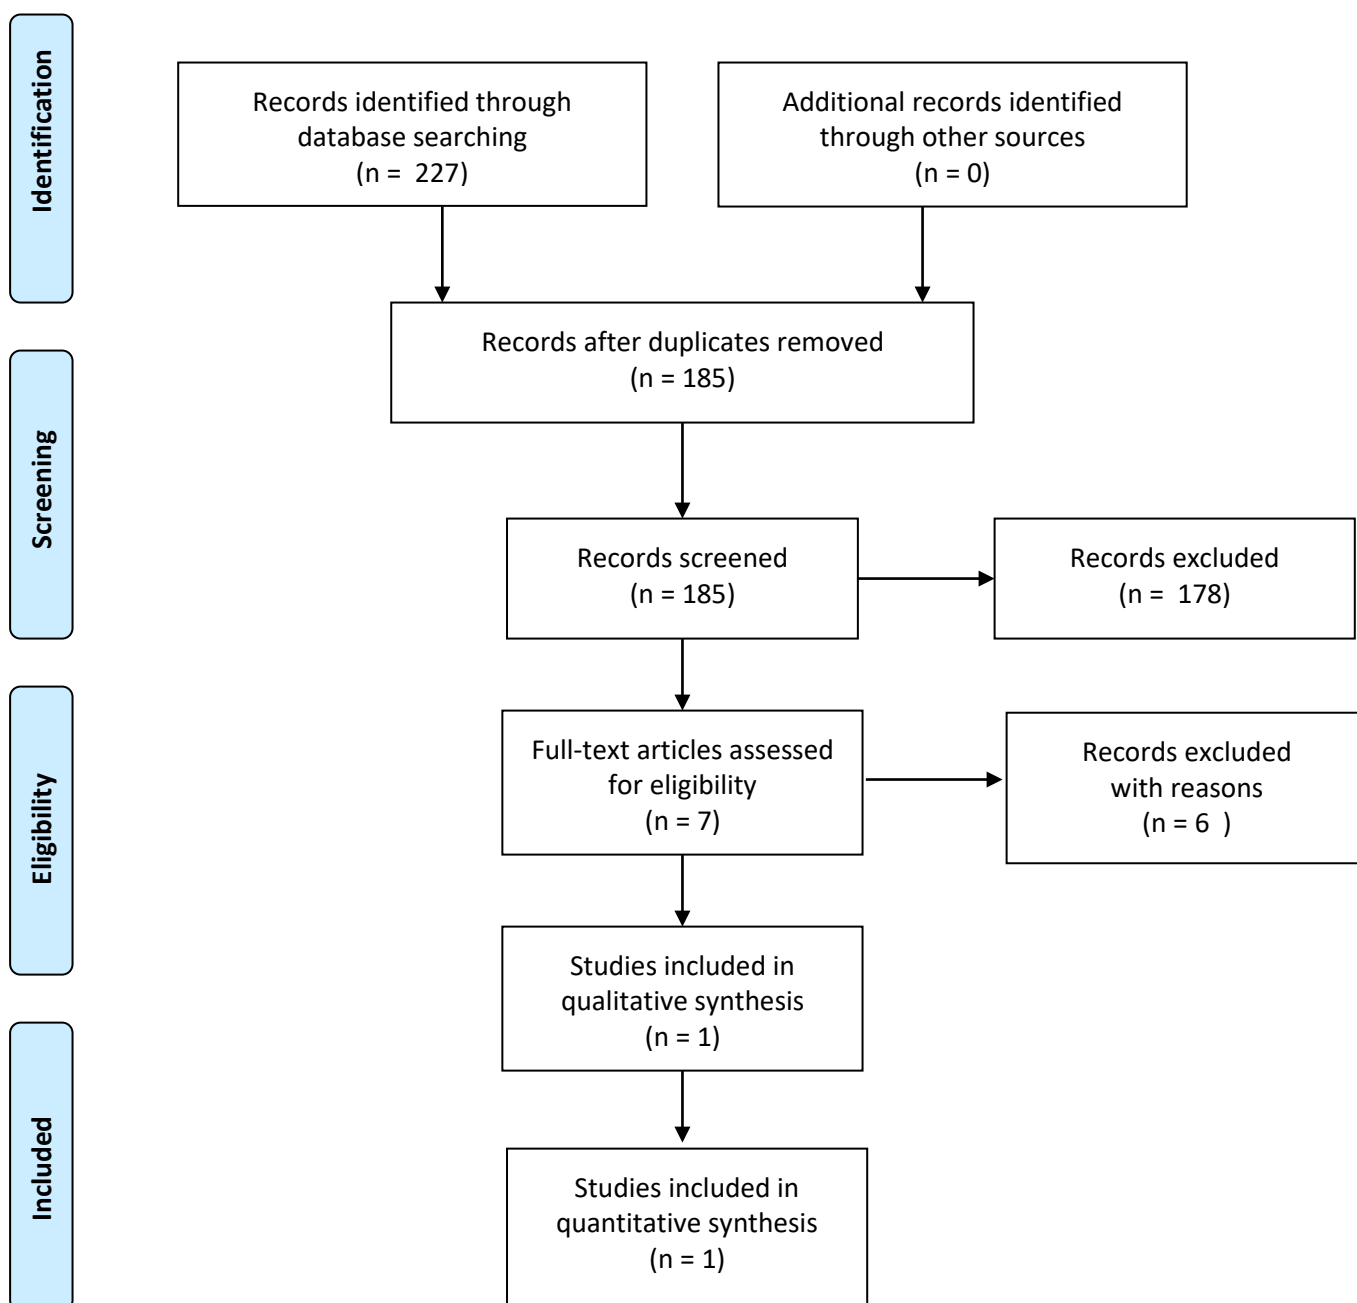 Identification
Records identified through
database searching
(n =  227)
Additional records identified
through other sources
(n = 0)
Records after duplicates removed
(n = 185)
Screening
Records screened
(n = 185)
Records excluded
(n =  178)
Eligibility
Full-text articles assessed
for eligibility
(n = 7)
Records excluded
with reasons
(n = 6  )
Studies included in
qualitative synthesis
(n = 1)
Included
Studies included in
quantitative synthesis
(n = 1)